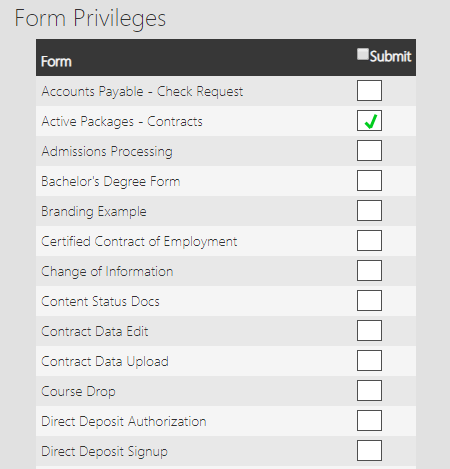 Form Privileges
Form Submit
Accounts Payable - Check Request
Active Packages - Contracts
Admissions Processing
Bachelor's Degree Form
Branding Example
Certified Contract of Employment
Change of Information
Content Status Docs
Contract Data Edit
Contract Data Upload
Course Drop
Direct Deposit Authorization
Direct Deposit Signup